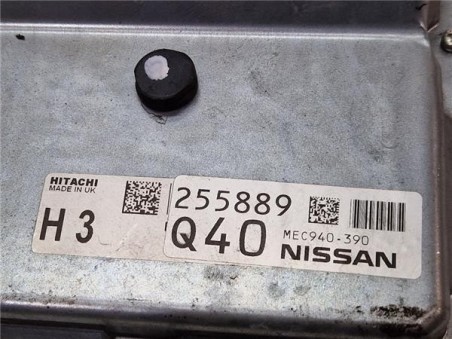 HITACHI
MADE IN UK
H3
255889
Q40
MEC940-390
NISSAN